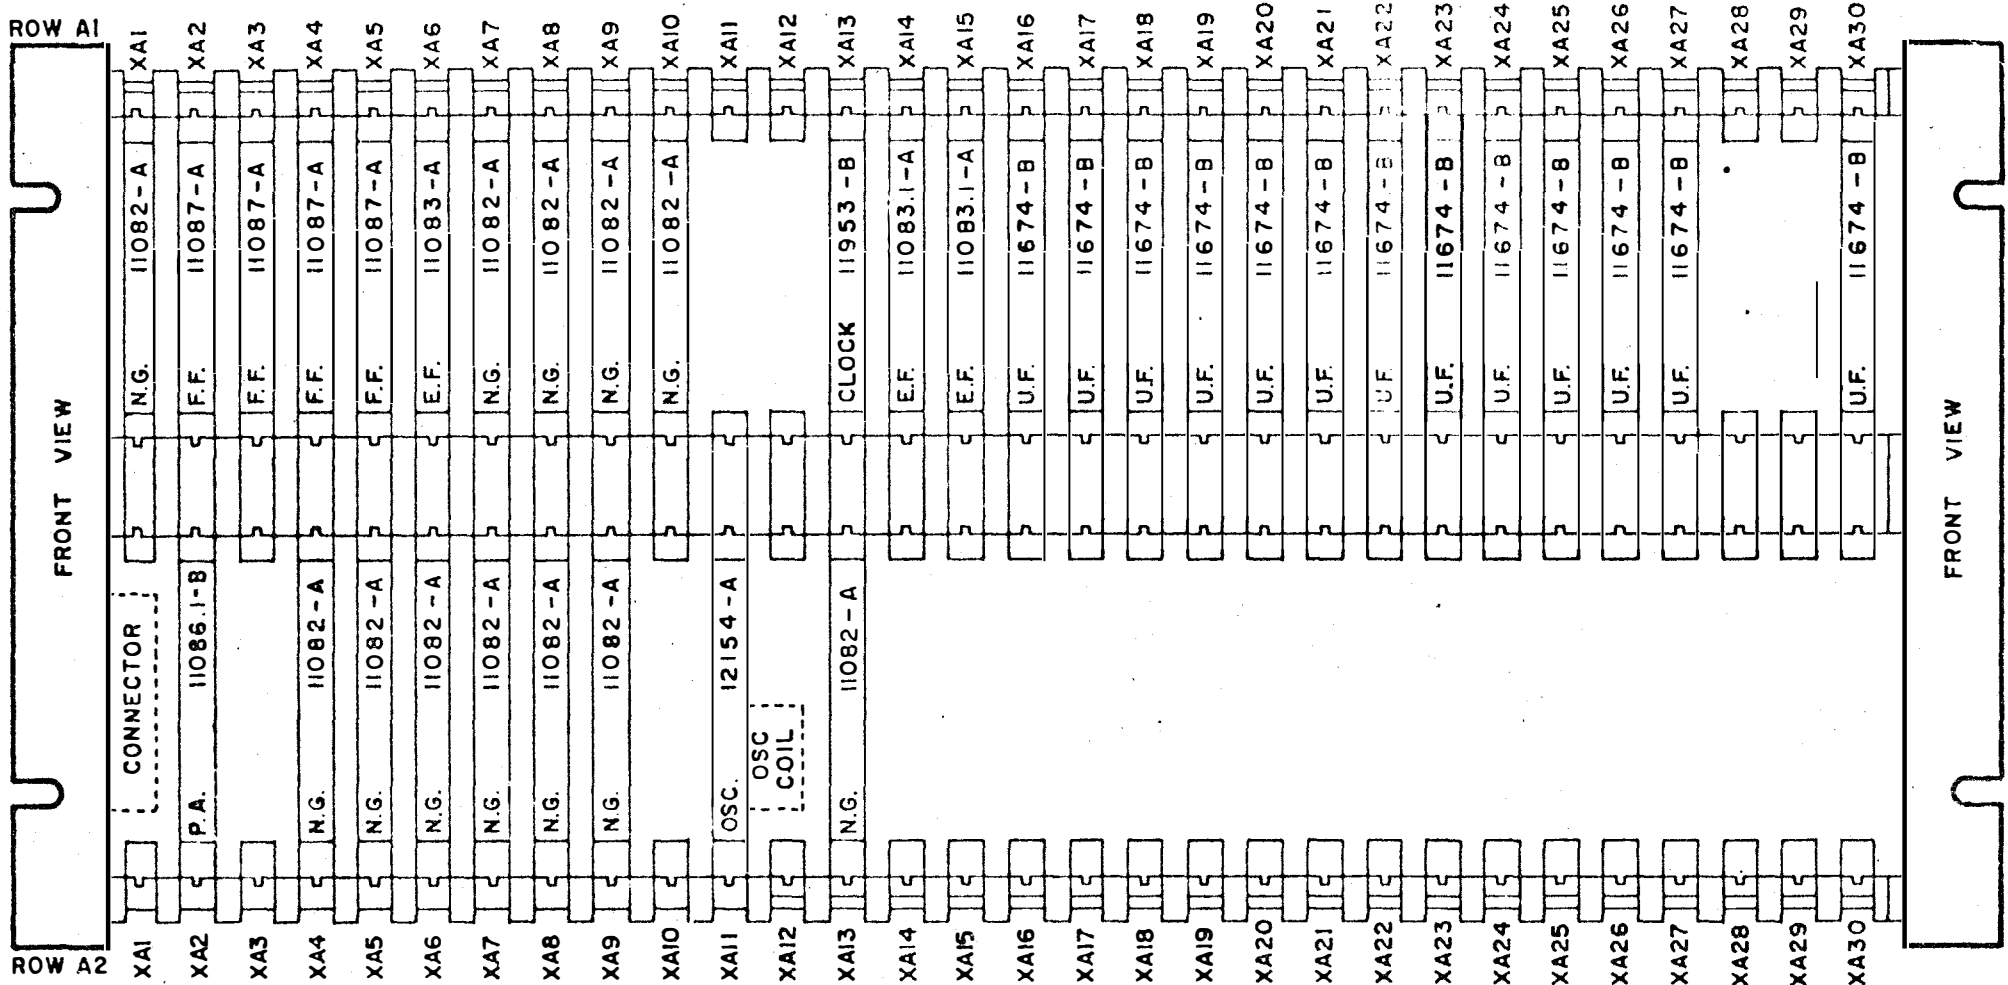 ROW A1
XA1 XA2 XA3 XA4 XA5 XA6 XA7 XA8 XA9 XA10 XA11 XA12 XA13 XA14 XA15 XA16 XA17 XA18 XA19 XA20 XA21 XA22 XA23 XA24 XA25 XA26 XA27 XA28 XA29 XA30
FRONT VIEW
N.G. 11082-A
F.F. 11087-A
F.F. 11087-A
F.F. 11087-A
F.F. 11087-A
E.F. 11083-A
N.G. 11082-A
N.G. 11082-A
N.G. 11082-A
N.G. 11082-A
CLOCK 11953-B
E.F. 11083.1-A
E.F. 11083.1-A
U.F. 11674-B
U.F. 11674-B
U.F. 11674-B
U.F. 11674-B
U.F. 11674-B
U.F. 11674-B
U.F. 11674-B
U.F. 11674-B
U.F. 11674-B
U.F. 11674-B
U.F. 11674-B
U.F. 11674-B
U.F. 11674-B
FRONT VIEW
CONNECTOR
P.A. 11086.1-B
N.G. 11082-A
N.G. 11082-A
N.G. 11082-A
N.G. 11082-A
N.G. 11082-A
N.G. 11082-A
OSC. 12154-A
OSC
COIL
N.G. 11082-A
ROW A2
XA1 XA2 XA3 XA4 XA5 XA6 XA7 XA8 XA9 XA10 XA11 XA12 XA13 XA14 XA15 XA16 XA17 XA18 XA19 XA20 XA21 XA22 XA23 XA24 XA25 XA26 XA27 XA28 XA29 XA30